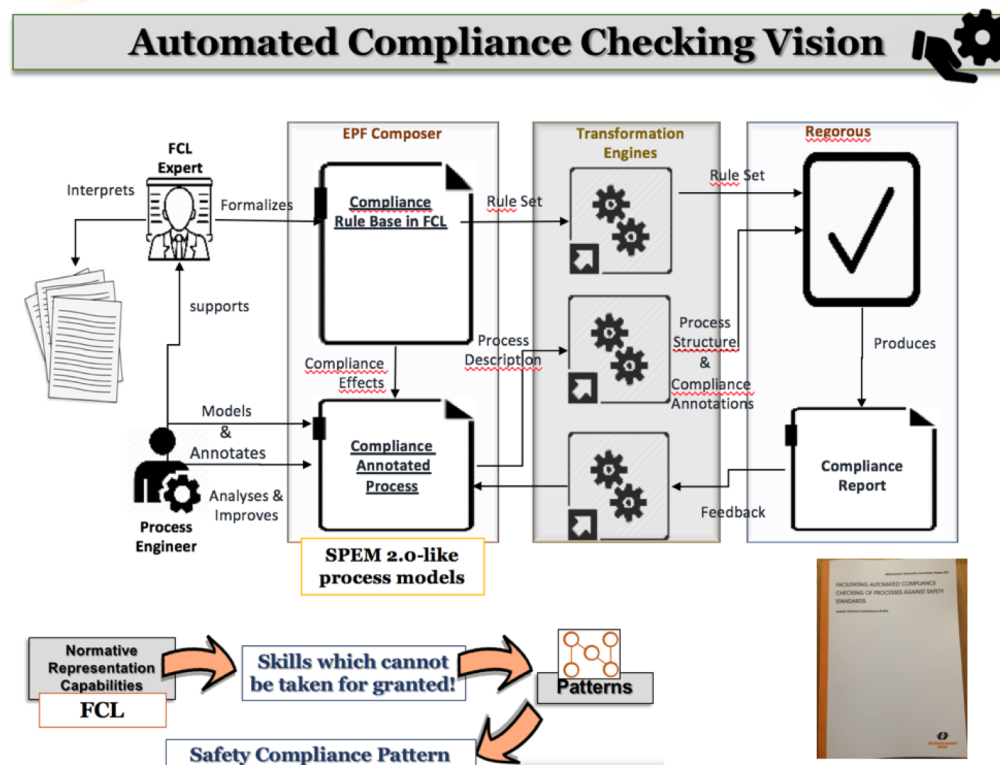 Automated Compliance Checking Vision
EPF Composer
Transformation
Engines
Regorous
FCL
Expert
Interprets
Formalizes
Compliance
Rule Base in FCL
Rule Set
Rule Set
supports
Compliance
Effects
Process
Description
Process
Structurel
&
Compliance
Annotations
Produces
Models
&
Annotates
Analyses &
Improves
Process
Engineer
Compliance
Annotated
Process
Compliance
Report
Feedback
SPEM 2.0-like
process models
FACILITATING AUTOMATED COMPLIANCE
CHECKING OF PROCESSES AGAINST SAFETY
STANDARDS
Normative
Representation
Capabilities
FCL
Skills which cannot
be taken for granted!
Patterns
Safety Compliance Pattern